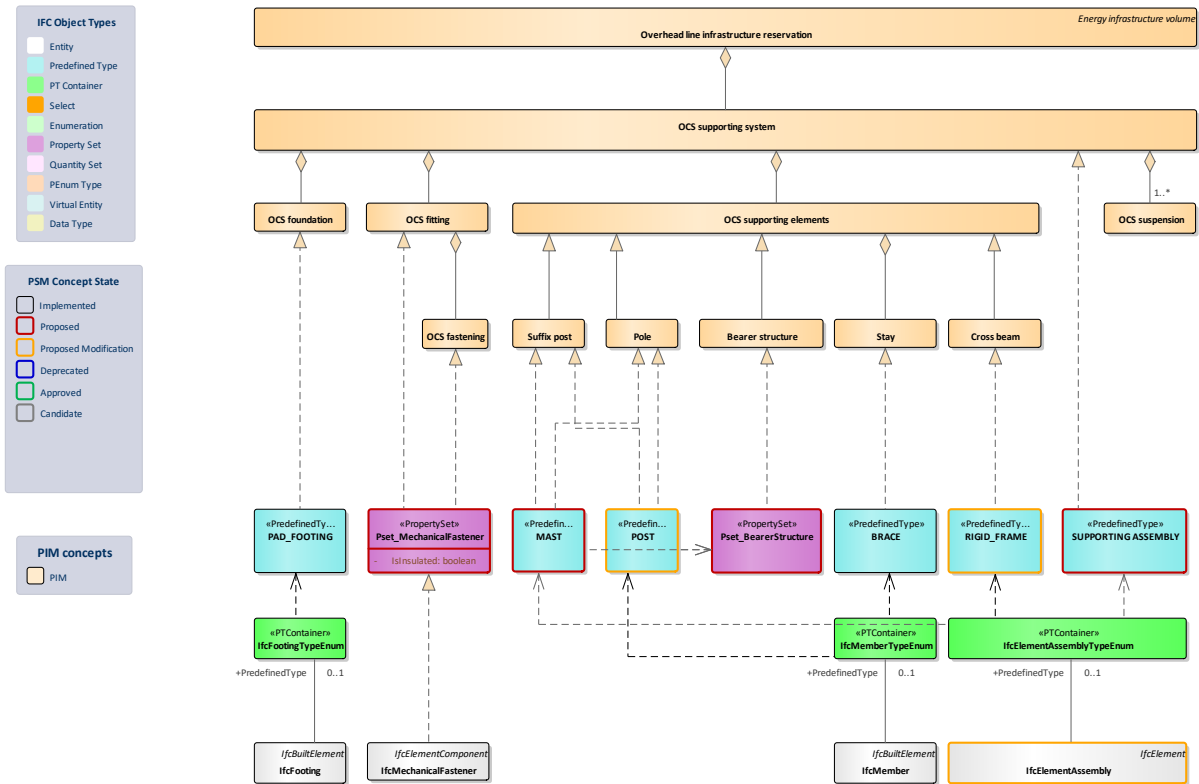 IFC Object Types
Entity
Predefined Type
PT Container
Select
Enumeration
Property Set
Quantity Set
PEnum Type
Virtual Entity
Data Type
PSM Concept State
Implemented
Proposed
Proposed Modification
Deprecated
Approved
Candidate
PIM concepts
PIM
Energy infrastructure volume
Overhead line infrastructure reservation
OCS supporting system
1..*
OCS foundation
OCS fitting
OCS supporting elements
OCS suspension
OCS fastening
Suffix post
Pole
Bearer structure
Stay
Cross beam
«PredefinedTy...
PAD_FOOTING
«PropertySet»
Pset_MechanicalFastener
- IsInsulated: boolean
«Predefin...
MAST
«Predefin...
POST
«PropertySet»
Pset_BearerStructure
«PredefinedType»
BRACE
«PredefinedTy...
RIGID_FRAME
«PredefinedType»
SUPPORTING ASSEMBLY
«PTContainer»
IfcFootingTypeEnum
«PTContainer»
IfcMemberTypeEnum
«PTContainer»
IfcElementAssemblyTypeEnum
+PredefinedType 0..1
+PredefinedType 0..1
+PredefinedType 0..1
IfcBuiltElement
IfcFooting
IfcElementComponent
IfcMechanicalFastener
IfcBuiltElement
IfcMember
IfcElement
IfcElementAssembly